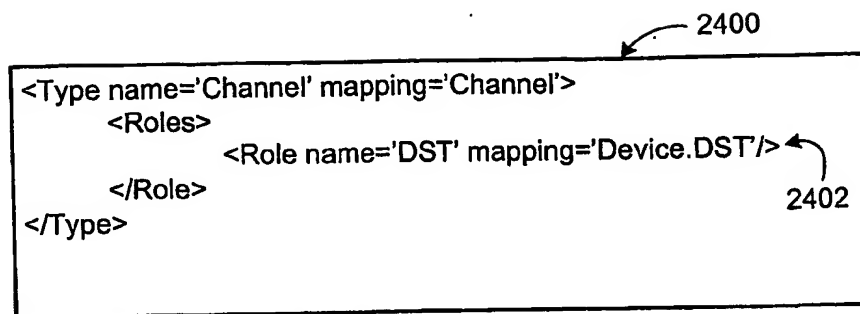 2400
<Type name='Channel' mapping='Channel'>
<Roles>
<Role name='DST' mapping='Device.DST'/>
</Role>
2402
</Type>